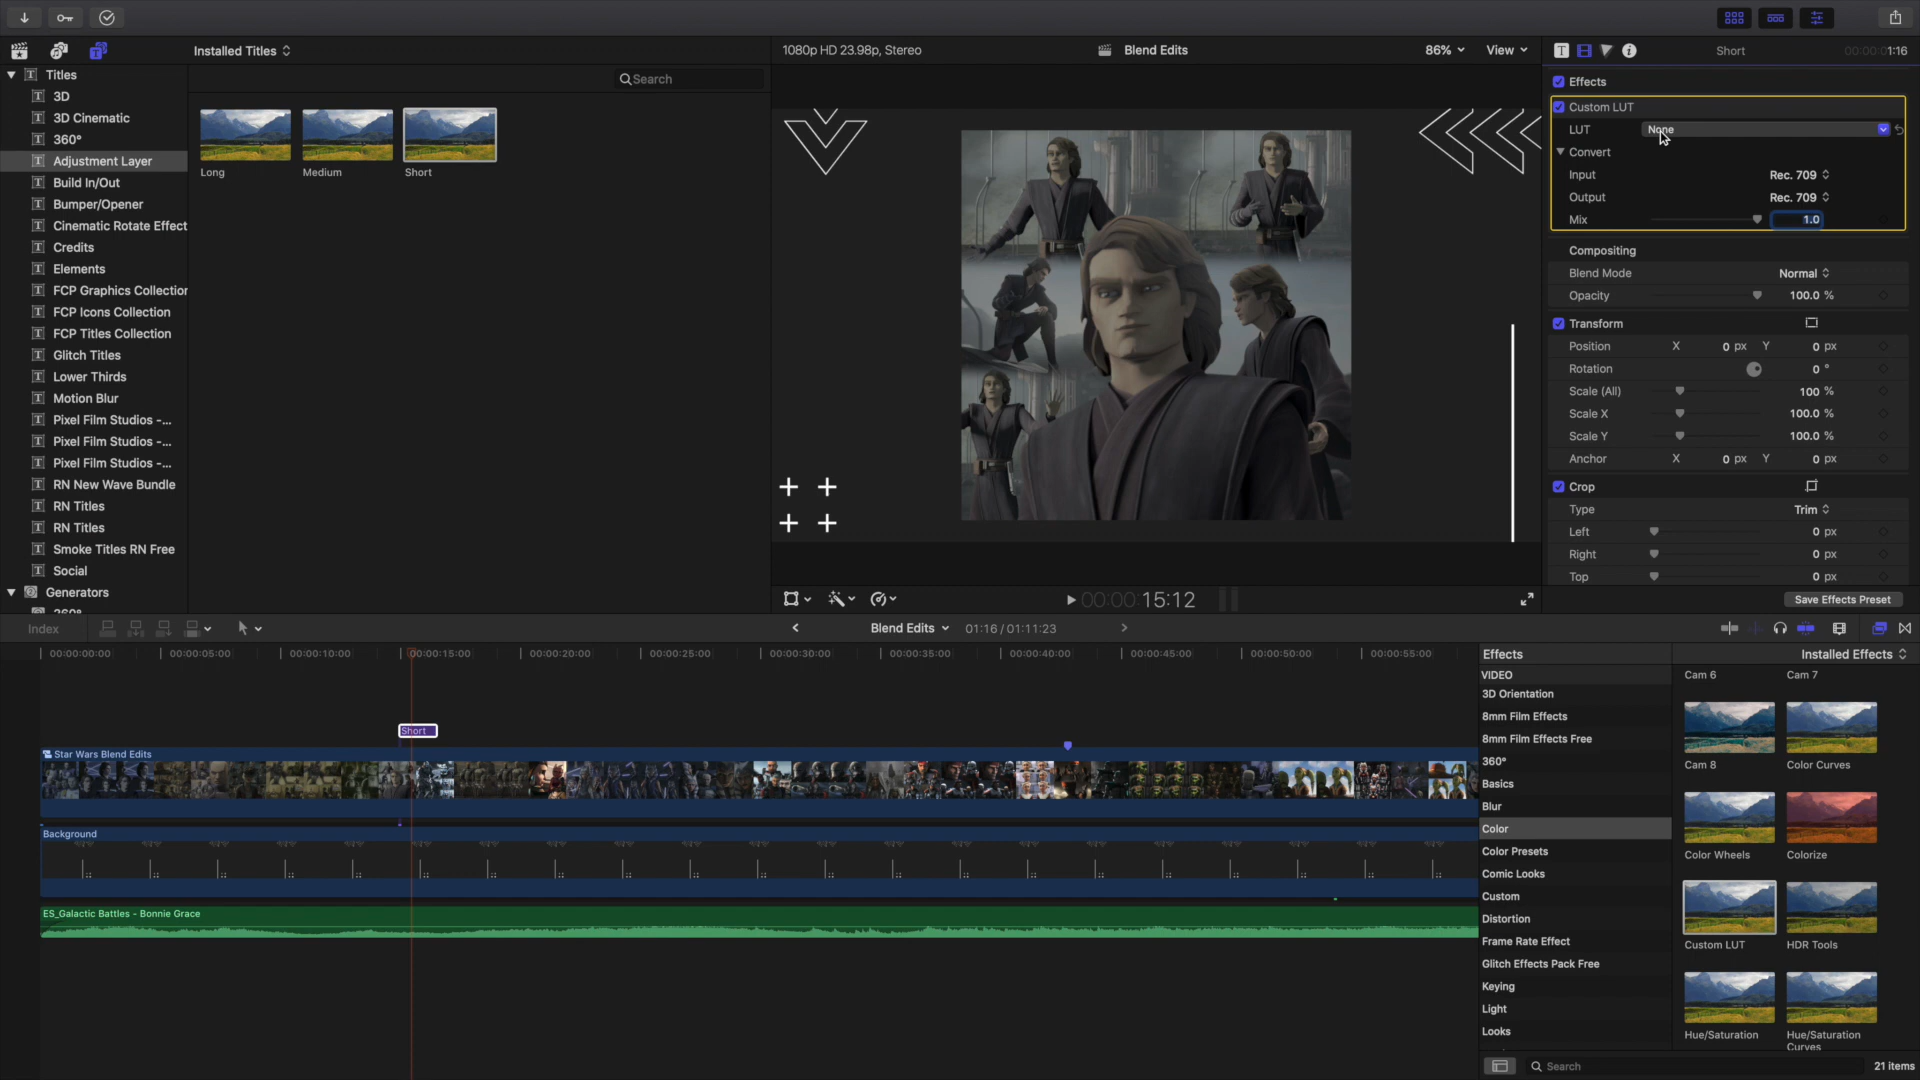 Installed Titles
1080p HD 23.98p, Stereo
Blend Edits
86%
View
Short
00:00:01:16
Titles
3D
3D Cinematic
360°
Adjustment Layer
Build In/Out
Bumper/Opener
Cinematic Rotate Effect
Credits
Elements
FCP Graphics Collection
FCP Icons Collection
FCP Titles Collection
Glitch Titles
Lower Thirds
Motion Blur
Pixel Film Studios -...
Pixel Film Studios -...
Pixel Film Studios -...
RN New Wave Bundle
RN Titles
RN Titles
Smoke Titles RN Free
Social
Generators
360°
Search
Long
Medium
Short
Effects
Custom LUT
LUT
None
Convert
Input
Rec. 709
Output
Rec. 709
Mix
1.0
Compositing
Blend Mode
Normal
Opacity
100.0 %
Transform
Position
X
0 px
Y
0 px
Rotation
0 °
Scale (All)
100 %
Scale X
100.0 %
Scale Y
100.0 %
Anchor
X
0 px
Y
0 px
Crop
Type
Trim
Left
0 px
Right
0 px
Top
0 px
Save Effects Preset
00:00:15:12
Index
Blend Edits
01:16 / 01:11:23
00:00:00:00
00:00:05:00
00:00:10:00
00:00:15:00
00:00:20:00
00:00:25:00
00:00:30:00
00:00:35:00
00:00:40:00
00:00:45:00
00:00:50:00
00:00:55:00
Short
Star Wars Blend Edits
Background
ES_Galactic Battles - Bonnie Grace
Effects
Installed Effects
VIDEO
3D Orientation
8mm Film Effects
8mm Film Effects Free
360°
Basics
Blur
Color
Color Presets
Comic Looks
Custom
Distortion
Frame Rate Effect
Glitch Effects Pack Free
Keying
Light
Looks
Cam 6
Cam 7
Cam 8
Color Curves
Color Wheels
Colorize
Custom LUT
HDR Tools
Hue/Saturation
Hue/Saturation
Curves
Search
21 items